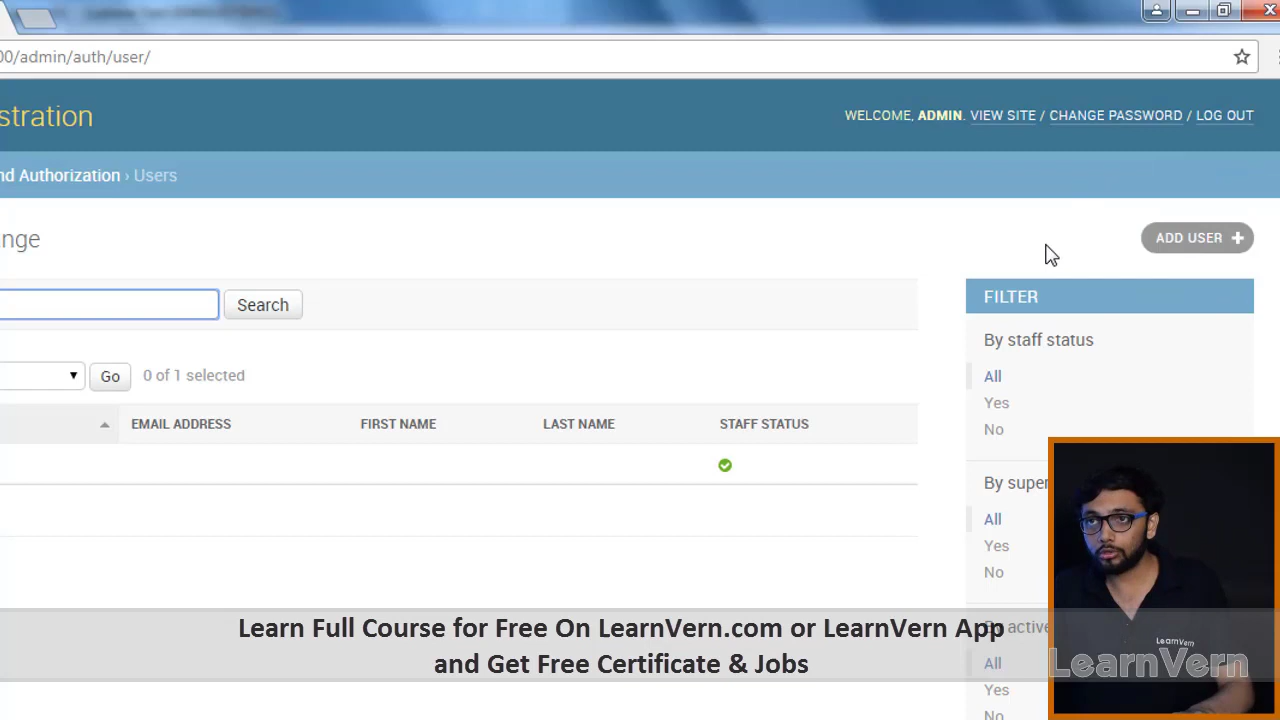 00/admin/auth/user/
stration
WELCOME, ADMIN. VIEW SITE / CHANGE PASSWORD / LOG OUT
nd Authorization › Users
nge
ADD USER +
Search
FILTER
By staff status
All
Yes
No
Go
0 of 1 selected
EMAIL ADDRESS
FIRST NAME
LAST NAME
STAFF STATUS
By super
All
Yes
No
By active
All
Yes
No
Learn Full Course for Free On LearnVern.com or LearnVern App
and Get Free Certificate & Jobs
LearnVern
LearnVern